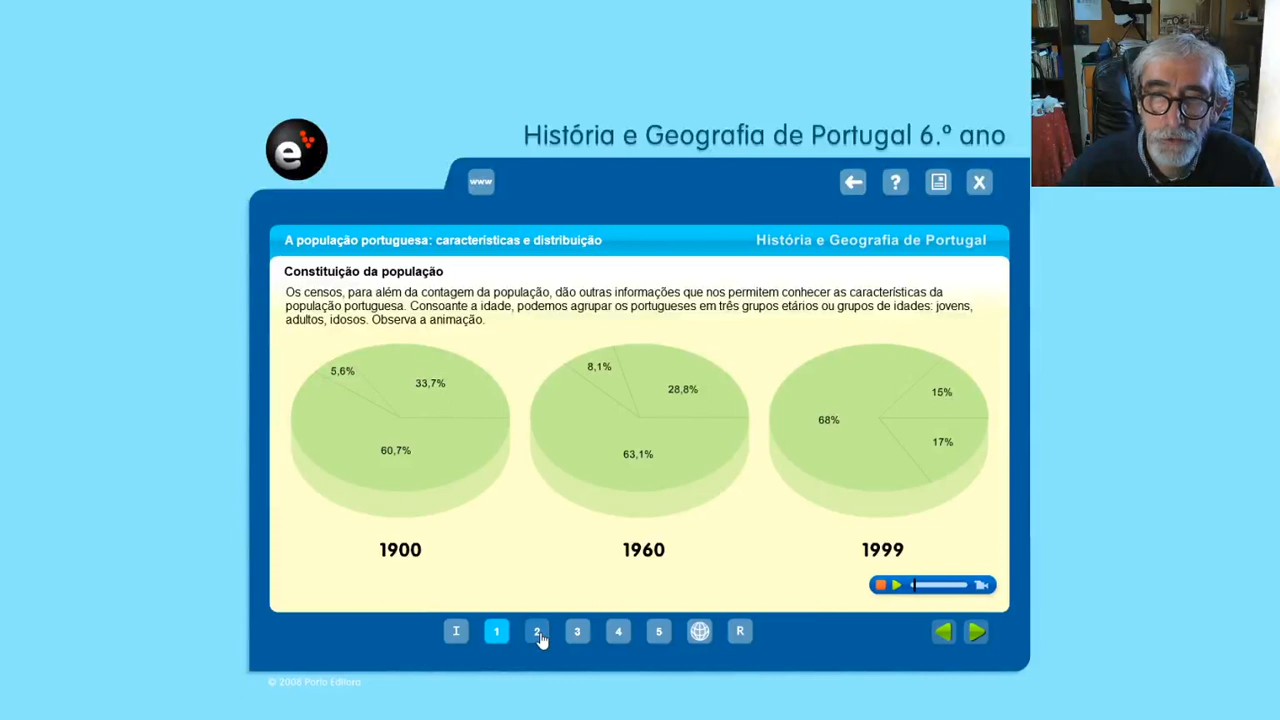 História e Geografia de Portugal 6.º ano
e
www
?
X
A população portuguesa: características e distribuição
História e Geografia de Portugal
Constituição da população
Os censos, para além da contagem da população, dão outras informações que nos permitem conhecer as características da
população portuguesa. Consoante a idade, podemos agrupar os portugueses em três grupos etários ou grupos de idades: jovens,
adultos, idosos. Observa a animação.
5,6%
33,7%
60,7%
8,1%
28,8%
63,1%
68%
15%
17%
1900
1960
1999
I 1 2 3 4 5 R
© 2008 Porto Editora